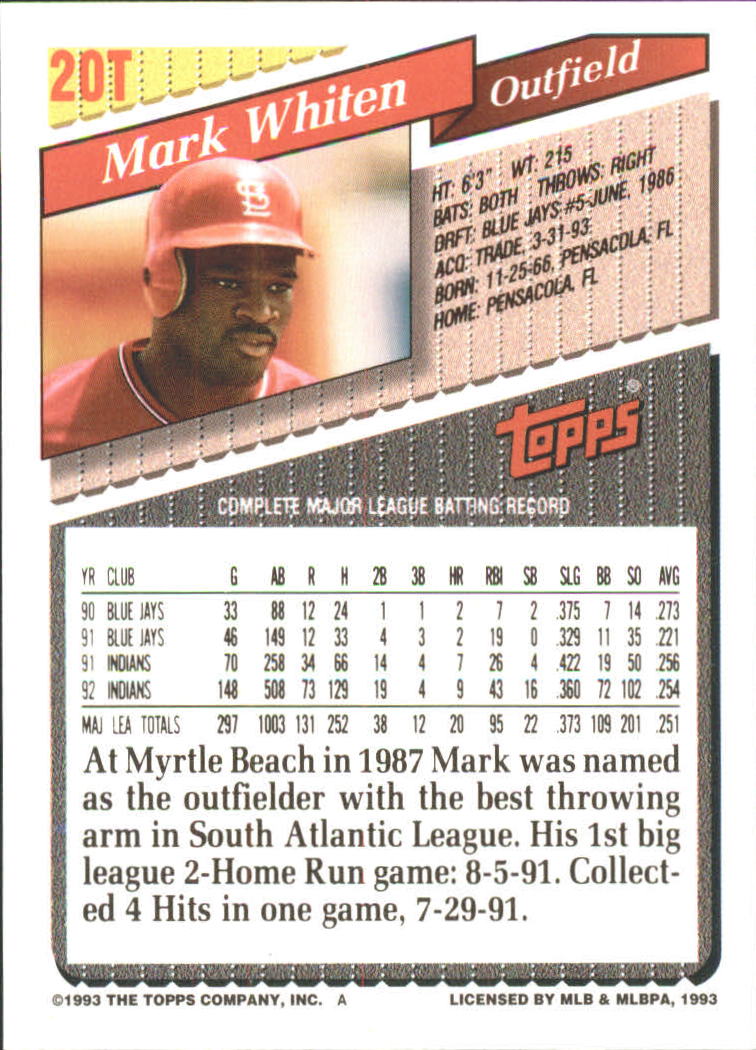 20T
Mark Whiten
Outfield
HT: 6'3" WT: 215
BATS: BOTH THROWS: RIGHT
DRFT: BLUE JAYS #5-JUNE, 1986
ACQ: TRADE, 3-31-93
BORN: 11-25-66, PENSACOLA, FL
HOME: PENSACOLA, FL
STL
topps®
COMPLETE MAJOR LEAGUE BATTING RECORD
YR CLUB G AB R H 2B 3B HR RBI SB SLG BB SO AVG
90 BLUE JAYS 33 88 12 24 1 1 2 7 2 .375 7 14 .273
91 BLUE JAYS 46 149 12 33 4 3 2 19 0 .329 11 35 .221
91 INDIANS 70 258 34 66 14 4 7 26 4 .422 19 50 .256
92 INDIANS 148 508 73 129 19 4 9 43 16 .360 72 102 .254
MAJ LEA TOTALS 297 1003 131 252 38 12 20 95 22 .373 109 201 .251
At Myrtle Beach in 1987 Mark was named
as the outfielder with the best throwing
arm in South Atlantic League. His 1st big
league 2-Home Run game: 8-5-91. Collect-
ed 4 Hits in one game, 7-29-91.
©1993 THE TOPPS COMPANY, INC. A
LICENSED BY MLB & MLBPA, 1993